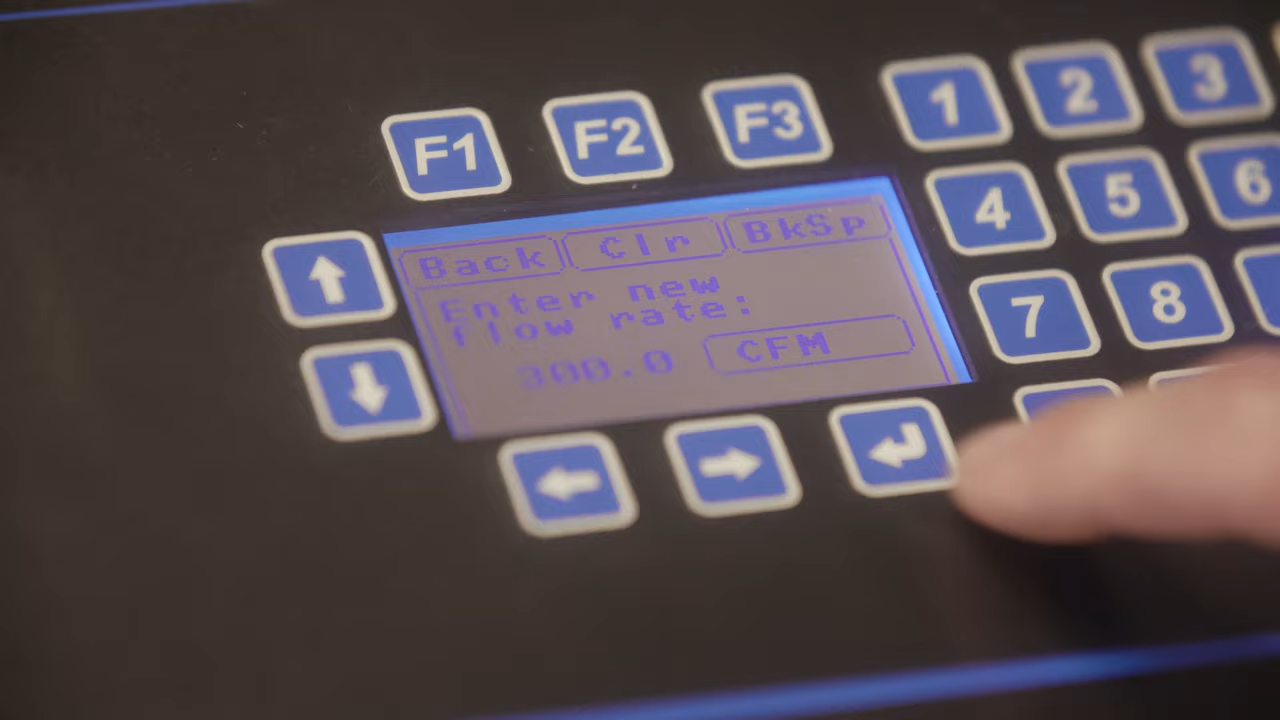 F1 F2 F3 1 2 3
4 5 6
7 8
Back Clr BkSp
Enter new
flow rate:
300.0 CFM